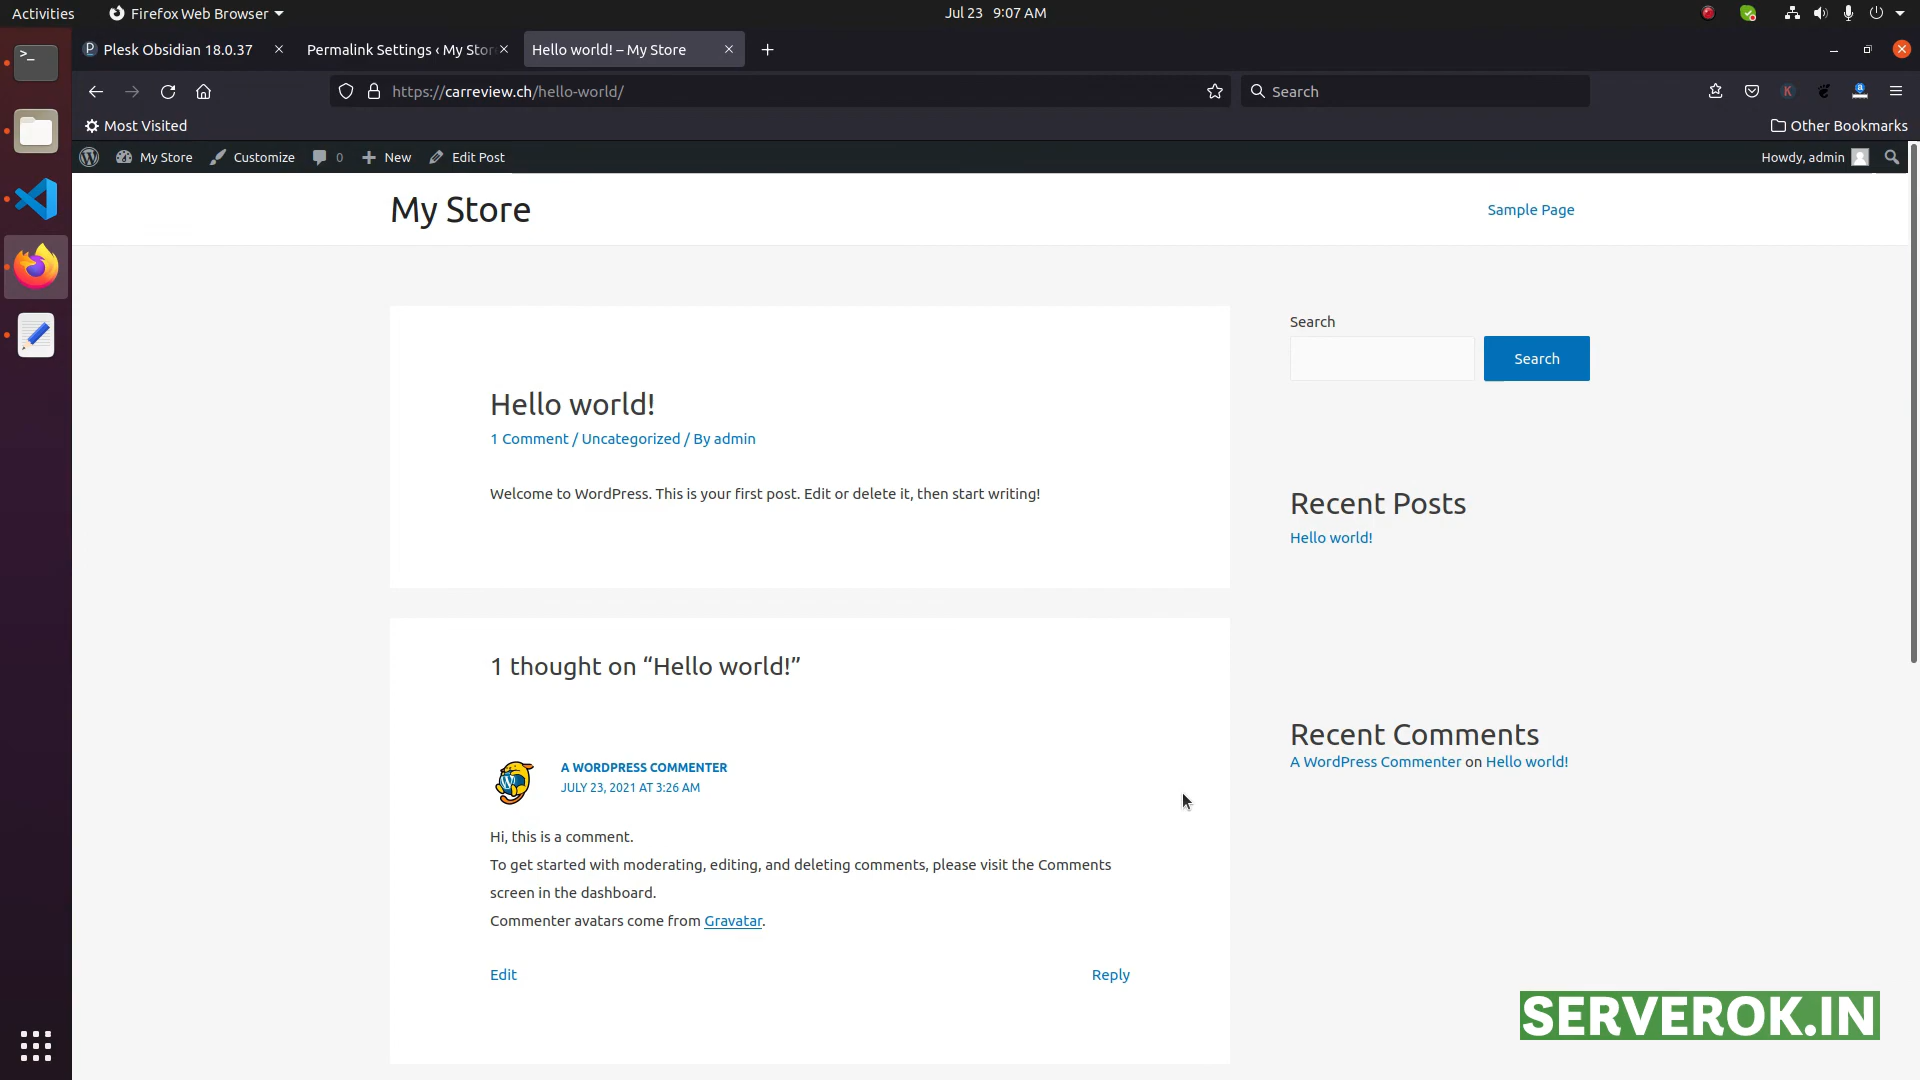 Activities Firefox Web Browser Jul 23 9:07 AM
Plesk Obsidian 18.0.37 Permalink Settings ‹ My Stor Hello world! – My Store
https://carreview.ch/hello-world/ Search
Most Visited Other Bookmarks
My Store Customize 0 New Edit Post Howdy, admin
My Store Sample Page
Search
Search
Hello world!
1 Comment / Uncategorized / By admin
Welcome to WordPress. This is your first post. Edit or delete it, then start writing!
Recent Posts
Hello world!
1 thought on “Hello world!”
Recent Comments
A WordPress Commenter on Hello world!
A WORDPRESS COMMENTER
JULY 23, 2021 AT 3:26 AM
Hi, this is a comment.
To get started with moderating, editing, and deleting comments, please visit the Comments
screen in the dashboard.
Commenter avatars come from Gravatar.
Edit Reply
SERVEROK.IN